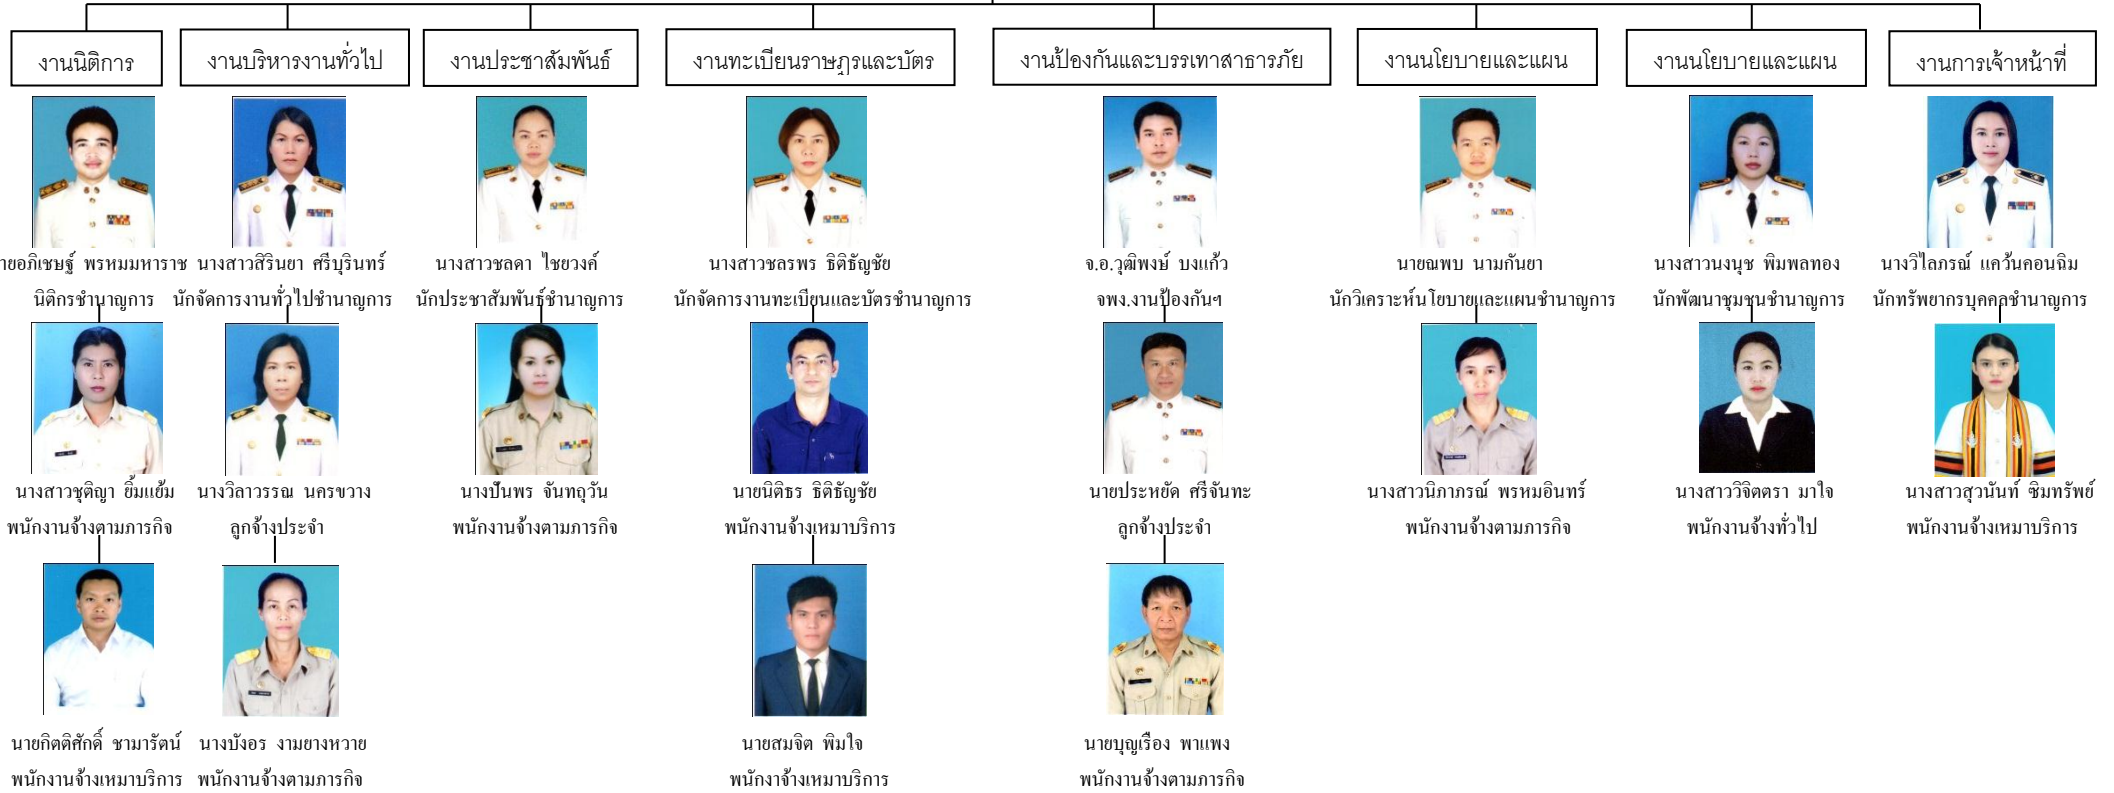 งานนิติการ
งานบริหารงานทั่วไป
งานประชาสัมพันธ์
งานทะเบียนราษฎรและบัตร
งานป้องกันและบรรเทาสาธารภัย
งานนโยบายและแผน
งานนโยบายและแผน
งานการเจ้าหน้าที่
ายอภิเชษฐ์ พรหมมหาราช
นิติกรชำนาญการ
นางสาวสิรินยา ศรีบุรินทร์
นักจัดการงานทั่วไปชำนาญการ
นางสาวชลดา ไชยวงค์
นักประชาสัมพันธ์ชำนาญการ
นางสาวชลรพร ธิติธัญชัย
นักจัดการงานทะเบียนและบัตรชำนาญการ
จ.อ.วุฒิพงษ์ บงแก้ว
จพง.งานป้องกันฯ
นายณพบ นามกันยา
นักวิเคราะห์นโยบายและแผนชำนาญการ
นางสาวนงนุช พิมพลทอง
นักพัฒนาชุมชนชำนาญการ
นางวิไลภรณ์ แคว้นคอนฉิม
นักทรัพยากรบุคคลชำนาญการ
นางสาวชุติญา ยิ้มแย้ม
พนักงานจ้างตามภารกิจ
นางวิลาวรรณ นครขวาง
ลูกจ้างประจำ
นางปันพร จันทถุวัน
พนักงานจ้างตามภารกิจ
นายนิติธร ธิติธัญชัย
พนักงานจ้างเหมาบริการ
นายประหยัด ศรีจันทะ
ลูกจ้างประจำ
นางสาวนิภาภรณ์ พรหมอินทร์
พนักงานจ้างตามภารกิจ
นางสาววิจิตตรา มาใจ
พนักงานจ้างทั่วไป
นางสาวสุวนันท์ ซิมทรัพย์
พนักงานจ้างเหมาบริการ
นายกิตติศักดิ์ ชามารัตน์
พนักงานจ้างเหมาบริการ
นางบังอร งามยางหวาย
พนักงานจ้างตามภารกิจ
นายสมจิต พิมใจ
พนักงาจ้างเหมาบริการ
นายบุญเรือง พาแพง
พนักงานจ้างตามภารกิจ